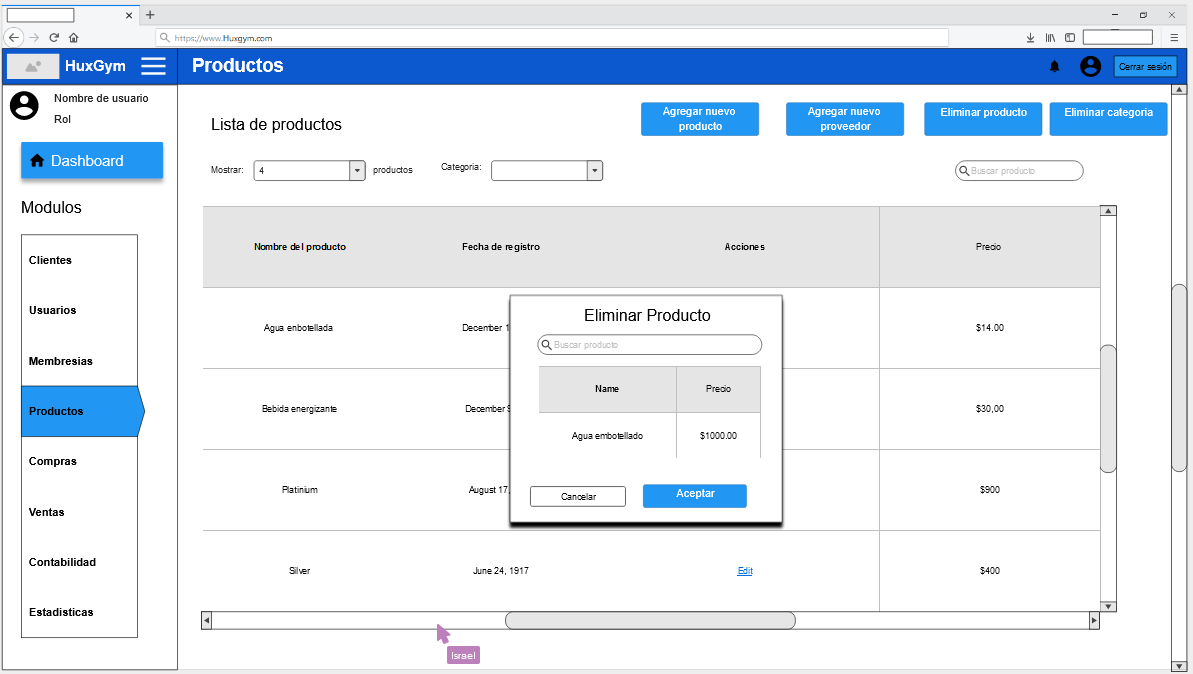 https://www.Huxgym.com
HuxGym
Productos
Cerrar sesión
Nombre de usuario
Rol
Dashboard
Modulos
Clientes
Usuarios
Membresias
Productos
Compras
Ventas
Contabilidad
Estadisticas
Lista de productos
Agregar nuevo
producto
Agregar nuevo
proveedor
Eliminar producto
Eliminar categoria
Mostrar: 4 productos
Categoria:
Buscar producto
Nombre del producto Fecha de registro Acciones Precio
Agua enbotellada December 1 $14.00
Bebida energizante December $30,00
Platinium August 17, $900
Silver June 24, 1917 Edit $400
Eliminar Producto
Buscar producto
Name Precio
Agua embotellado $1000.00
Cancelar Aceptar
Israel